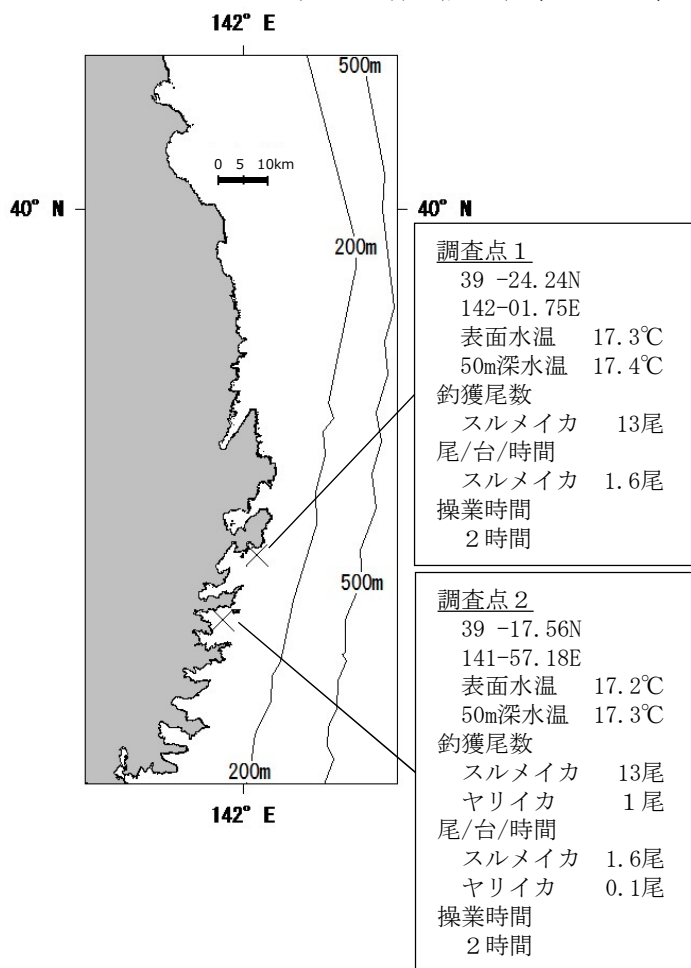 142° E
500m
0 5 10km
40° N
40° N
200m
調査点１
39 -24.24N
142-01.75E
表面水温 17.3℃
50m深水温 17.4℃
釣獲尾数
スルメイカ 13尾
尾/台/時間
スルメイカ 1.6尾
操業時間
２時間
500m
調査点２
39 -17.56N
141-57.18E
表面水温 17.2℃
50m深水温 17.3℃
釣獲尾数
スルメイカ 13尾
ヤリイカ １尾
尾/台/時間
スルメイカ 1.6尾
ヤリイカ 0.1尾
操業時間
２時間
200m
142° E